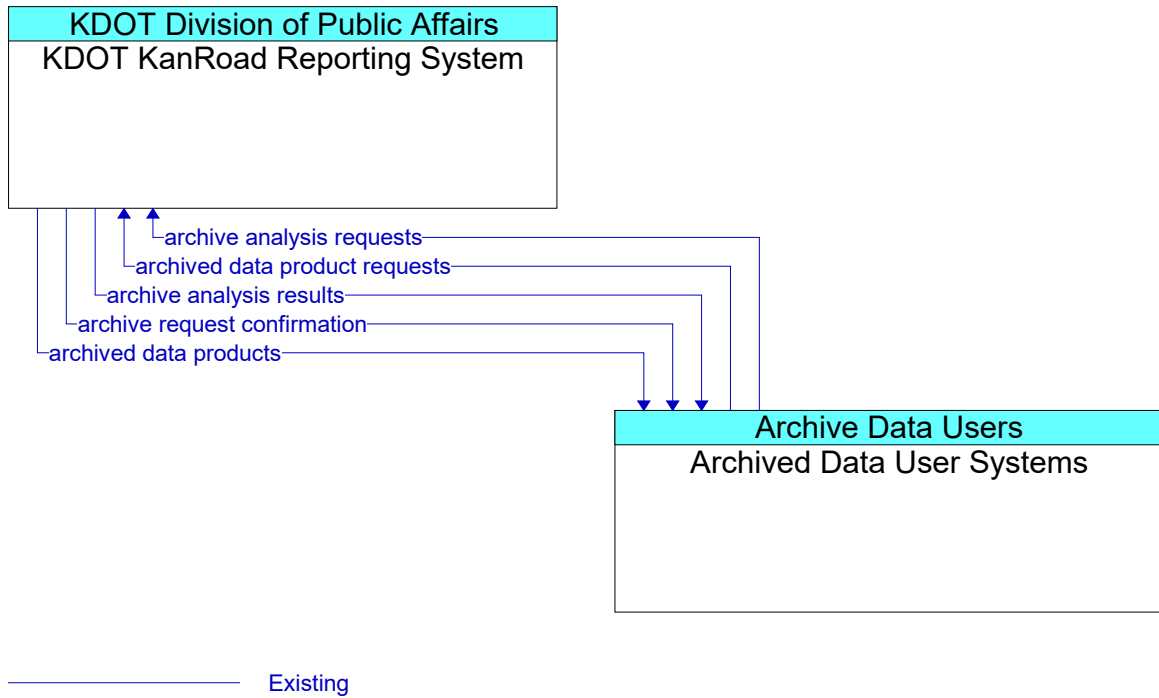 KDOT Division of Public Affairs
KDOT KanRoad Reporting System
archive analysis requests
archived data product requests
archive analysis results
archive request confirmation
archived data products
Archive Data Users
Archived Data User Systems
Existing